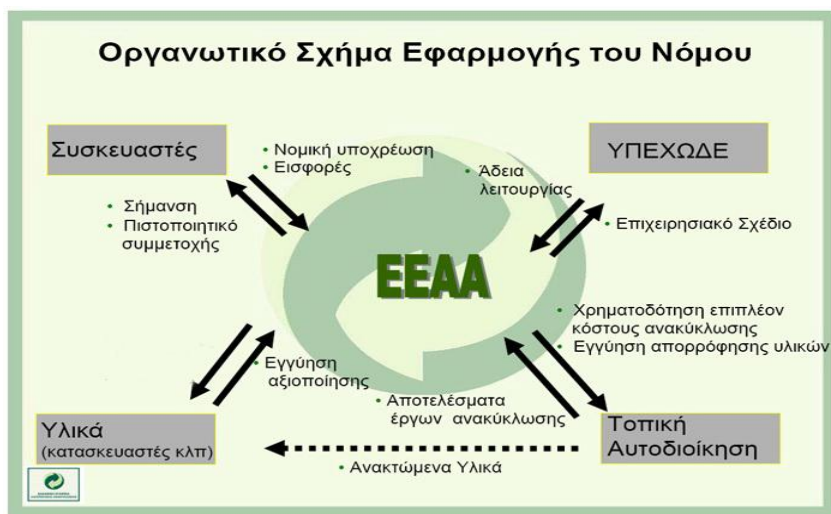 Οργανωτικό Σχήμα Εφαρμογής του Νόμου
Συσκευαστές
• Νομική υποχρέωση
• Εισφορές
• Σήμανση
• Πιστοποιητικό
συμμετοχής
ΥΠΕΧΩΔΕ
• Άδεια
λειτουργίας
• Επιχειρησιακό Σχέδιο
ΕΕΑΑ
• Χρηματοδότηση επιπλέον
κόστους ανακύκλωσης
• Εγγύηση απορρόφησης υλικών
• Εγγύηση
αξιοποίησης
• Αποτελέσματα
έργων ανακύκλωσης
Υλικά
(κατασκευαστές κλπ)
Τοπική
Αυτοδιοίκηση
• Ανακτώμενα Υλικά